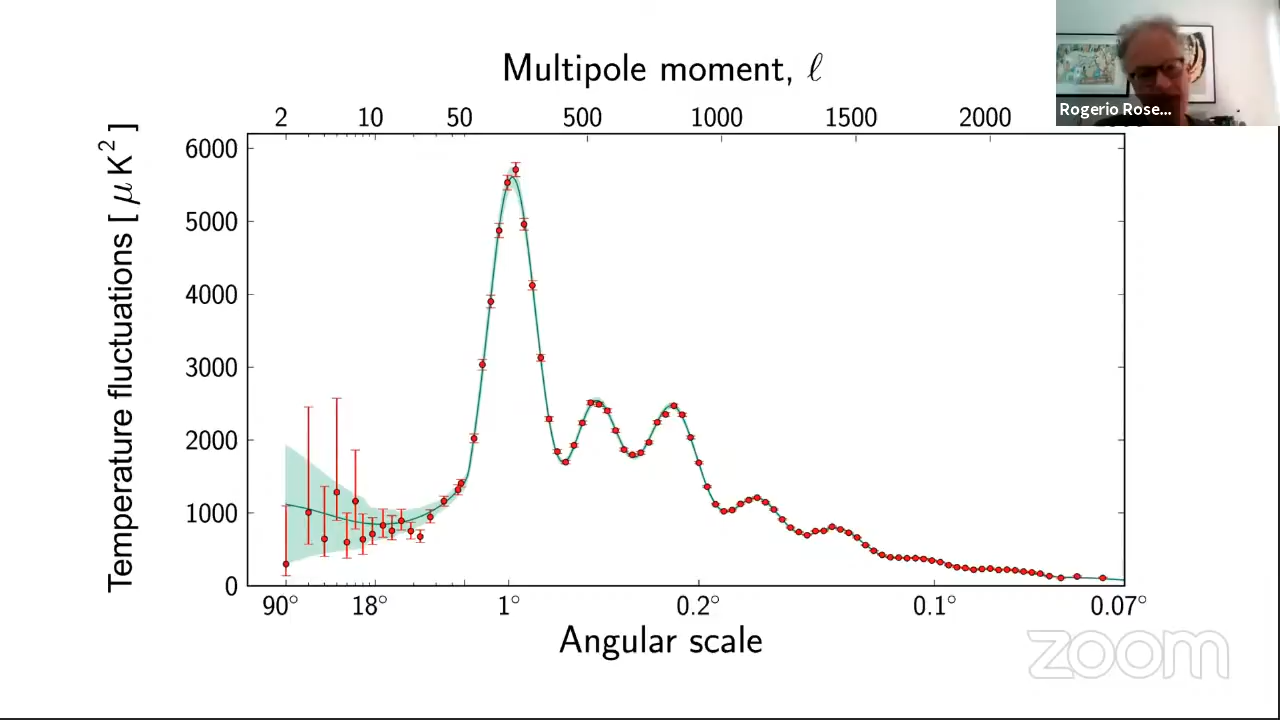 Multipole moment, ℓ
2 10 50 500 1000 1500 2000
Rogerio Rose...
Temperature fluctuations [ μK² ]
6000
5000
4000
3000
2000
1000
0
90° 18° 1° 0.2° 0.1° 0.07°
Angular scale
zoom